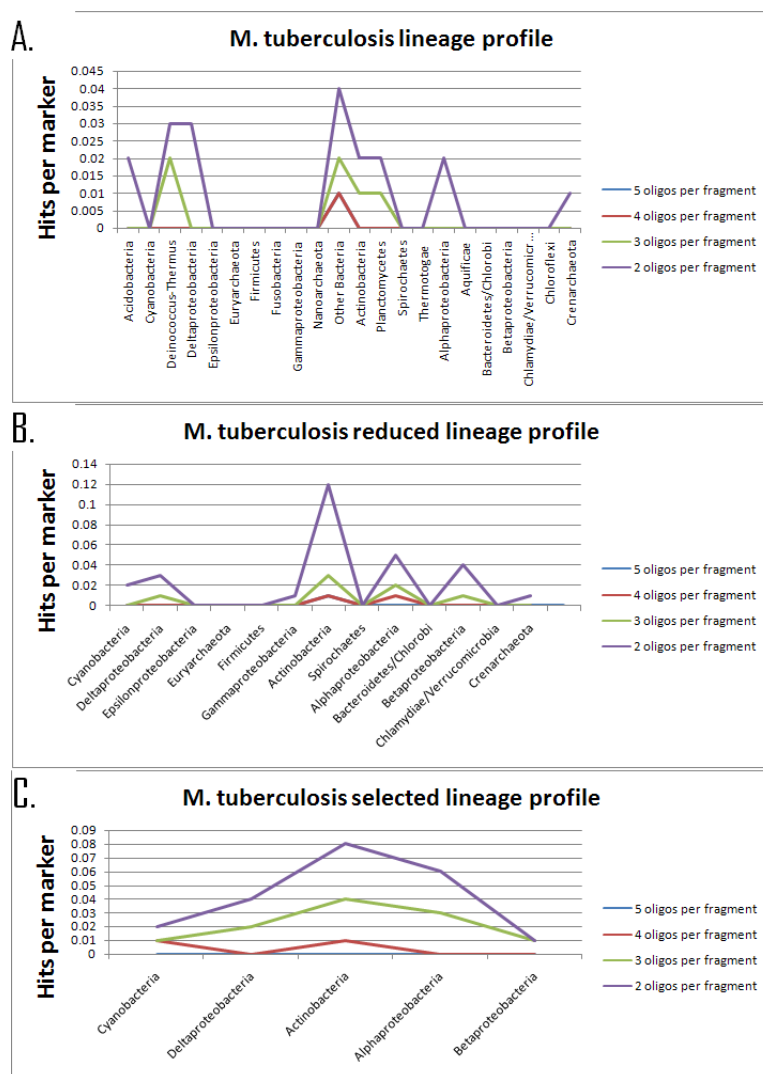 A.
M. tuberculosis lineage profile
Hits per marker
0.045
0.04
0.035
0.03
0.025
0.02
0.015
0.01
0.005
0
Acidobacteria
Cyanobacteria
Deinococcus-Thermus
Deltaproteobacteria
Epsilonproteobacteria
Euryarchaeota
Firmicutes
Fusobacteria
Gammaproteobacteria
Nanoarchaeota
Other Bacteria
Actinobacteria
Planctomycetes
Spirochaetes
Thermotogae
Alphaproteobacteria
Aquificae
Bacteroidetes/Chlorobi
Betaproteobacteria
Chlamydiae/Verrucomicr...
Chloroflexi
Crenarchaeota
5 oligos per fragment
4 oligos per fragment
3 oligos per fragment
2 oligos per fragment
B.
M. tuberculosis reduced lineage profile
Hits per marker
0.14
0.12
0.1
0.08
0.06
0.04
0.02
0
Cyanobacteria
Deltaproteobacteria
Epsilonproteobacteria
Euryarchaeota
Firmicutes
Gammaproteobacteria
Actinobacteria
Spirochaetes
Alphaproteobacteria
Bacteroidetes/Chlorobi
Betaproteobacteria
Chlamydiae/Verrucomicrobia
Crenarchaeota
5 oligos per fragment
4 oligos per fragment
3 oligos per fragment
2 oligos per fragment
C.
M. tuberculosis selected lineage profile
Hits per marker
0.09
0.08
0.07
0.06
0.05
0.04
0.03
0.02
0.01
0
Cyanobacteria
Deltaproteobacteria
Actinobacteria
Alphaproteobacteria
Betaproteobacteria
5 oligos per fragment
4 oligos per fragment
3 oligos per fragment
2 oligos per fragment